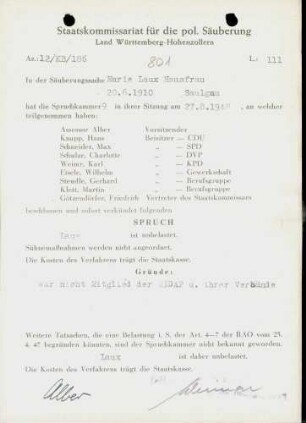 Staatskommissariat für die pol. Säuberung
Land Württemberg-Hohenzollern
Az.: 12/KS/186 801 L.: 111
In der Säuberungssache Marie Laux Hausfrau
20.6.1910 Saulgau
hat die Spruchkammer 9 in ihrer Sitzung am 27.8.1948, an welcher
teilgenommen haben:
Assessor Alber Vorsitzender
Knapp, Hans Beisitzer — CDU
Schneider, Max „ — SPD
Schulze, Charlotte „ — DVP
Weiner, Karl „ — KPD
Eisele, Wilhelm „ — Gewerkschaft
Steudle, Gerhard „ — Berufsgruppe
Klott, Martin „ — Berufsgruppe
Götzendörfer, Friedrich Vertreter des Staatskommissars
beschlossen und sofort verkündet folgenden
SPRUCH
Laux
ist unbelastet.
Sühnemaßnahmen werden nicht angeordnet.
Die Kosten des Verfahrens trägt die Staatskasse.
Gründe:
war nicht Mitglied der NSDAP u. ihrer Verbände
Weitere Tatsachen, die eine Belastung i. S. der Art. 4—7 der RAO vom 25.
4. 47 begründen könnten, sind der Spruchkammer nicht bekannt geworden.
Laux ist daher unbelastet.
Die Kosten des Verfahrens trägt die Staatskasse.
Alber